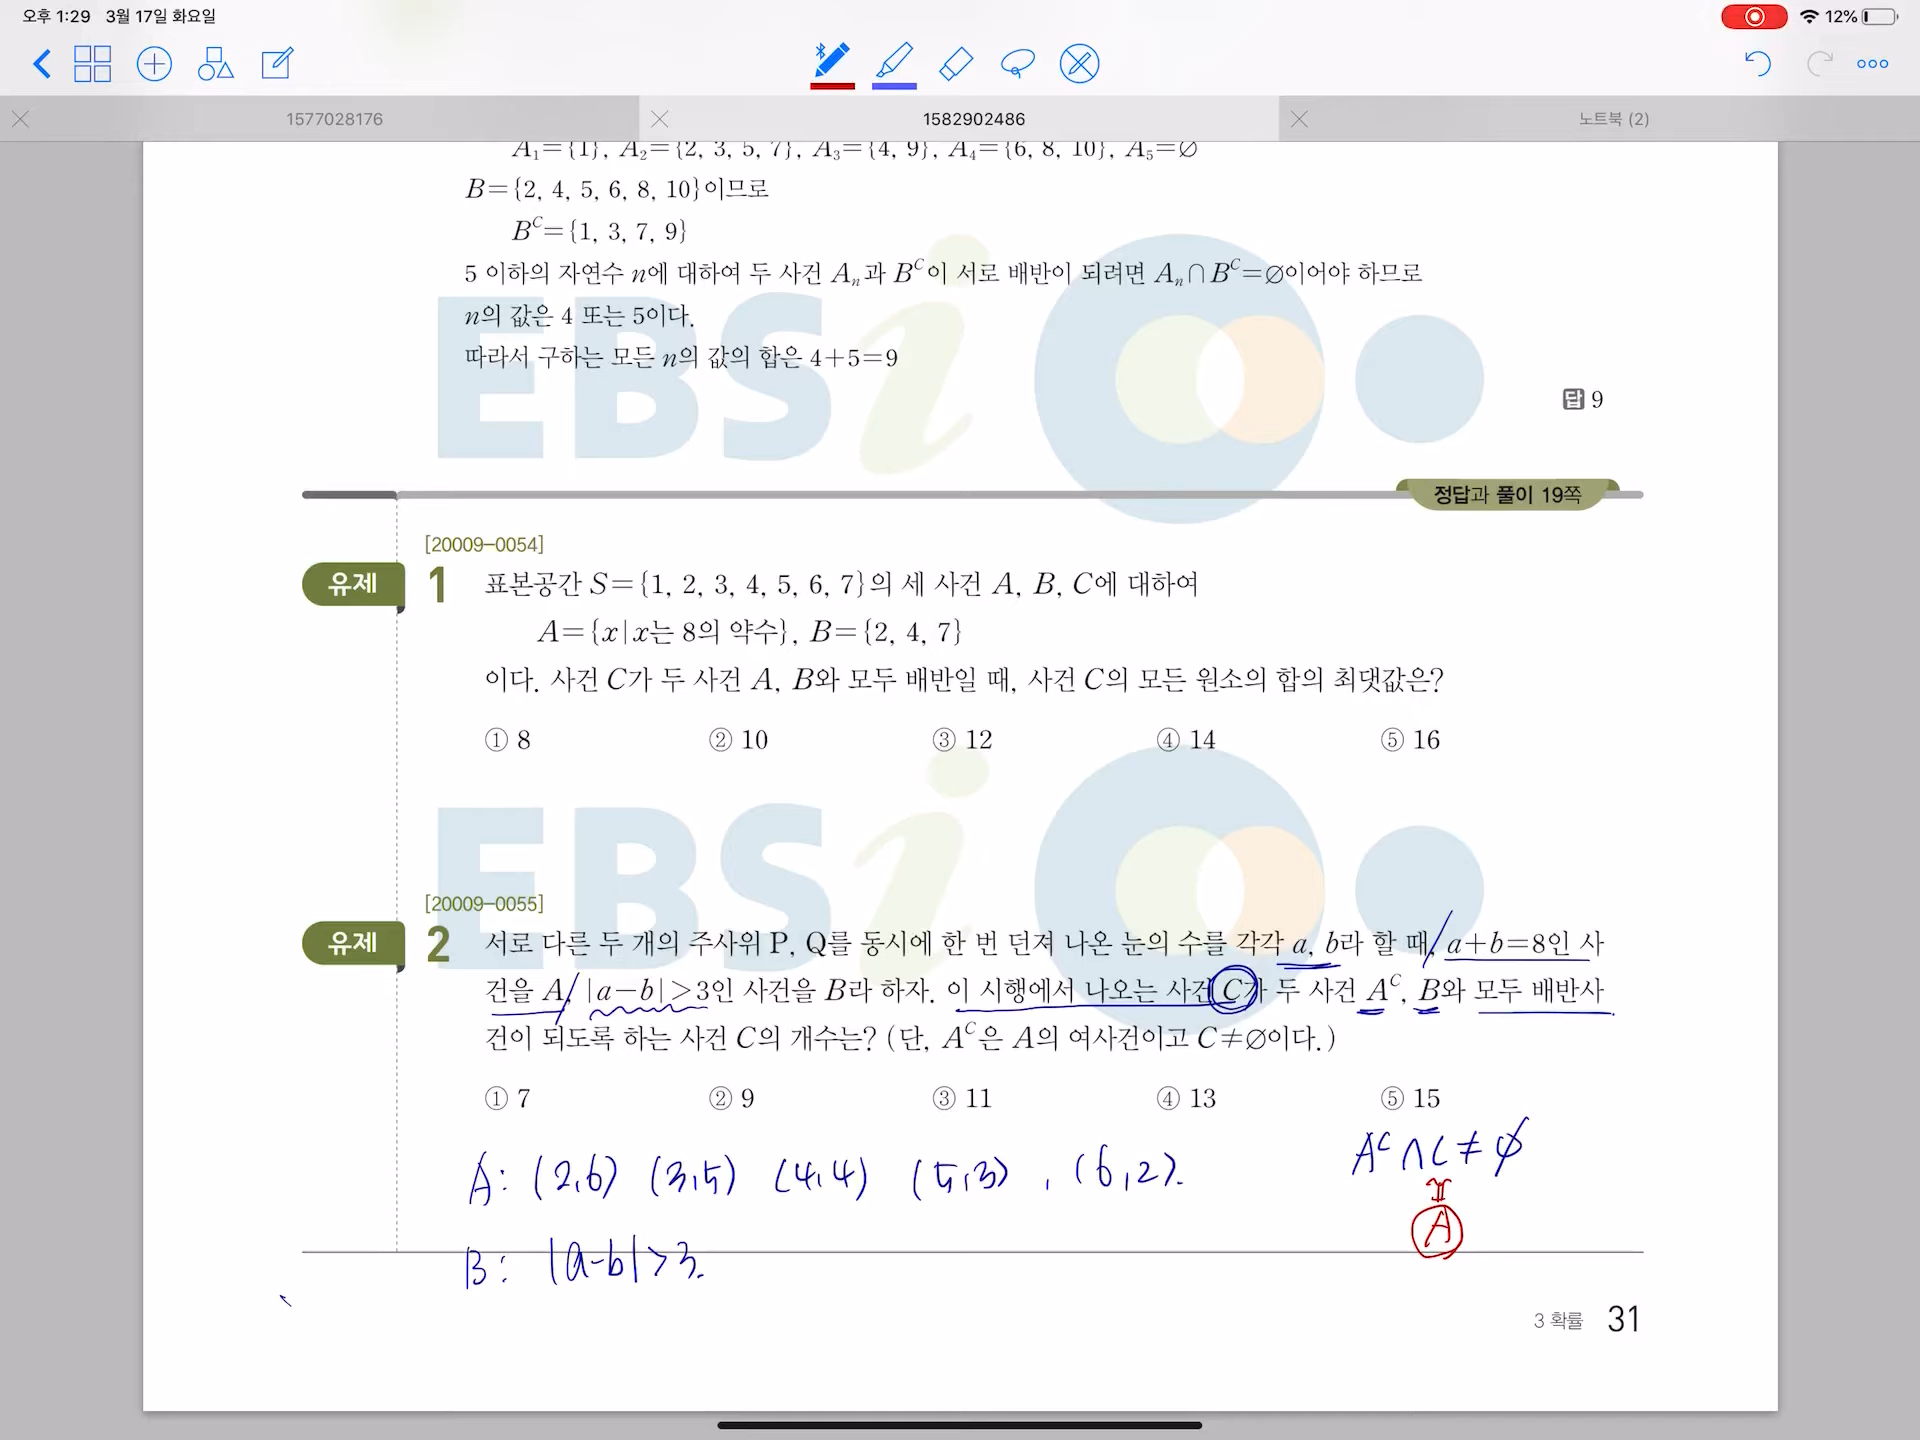 오후 1:29 3월 17일 화요일
12%
1577028176
1582902486
노트북 (2)
A₁={1}, A₂={2, 3, 5, 7}, A₃={4, 9}, A₄={6, 8, 10}, A₅=∅
B={2, 4, 5, 6, 8, 10}이므로
Bᶜ={1, 3, 7, 9}
5 이하의 자연수 n에 대하여 두 사건 Aₙ과 Bᶜ이 서로 배반이 되려면 Aₙ∩Bᶜ=∅이어야 하므로
n의 값은 4 또는 5이다.
따라서 구하는 모든 n의 값의 합은 4+5=9
답 9
EBSi
정답과 풀이 19쪽
[20009-0054]
유제 1 표본공간 S={1, 2, 3, 4, 5, 6, 7}의 세 사건 A, B, C에 대하여
A={x|x는 8의 약수}, B={2, 4, 7}
이다. 사건 C가 두 사건 A, B와 모두 배반일 때, 사건 C의 모든 원소의 합의 최댓값은?
① 8 ② 10 ③ 12 ④ 14 ⑤ 16
EBSi
[20009-0055]
유제 2 서로 다른 두 개의 주사위 P, Q를 동시에 한 번 던져 나온 눈의 수를 각각 a, b라 할 때, a+b=8인 사
건을 A, |a-b|>3인 사건을 B라 하자. 이 시행에서 나오는 사건 C가 두 사건 Aᶜ, B와 모두 배반사
건이 되도록 하는 사건 C의 개수는? (단, Aᶜ은 A의 여사건이고 C≠∅이다.)
① 7 ② 9 ③ 11 ④ 13 ⑤ 15
Aᶜ∩C≠∅
A: (2,6) (3,5) (4,4) (5,3), (6,2).
A
B: |a-b|>3.
3 확률 31